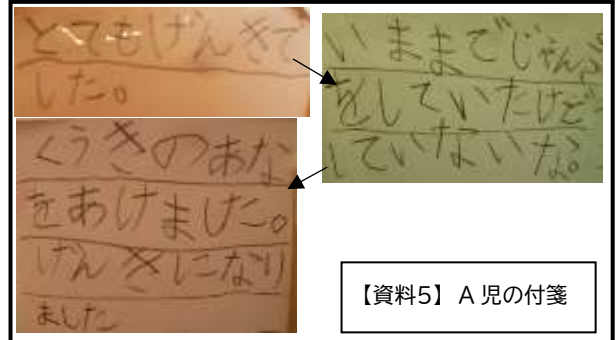 とてもげんきで
した。
いままでじゃんぷ
をしていたけど
していないな。
くうきのあな
をあけました。
げんきになり
ました
【資料5】 A 児の付箋